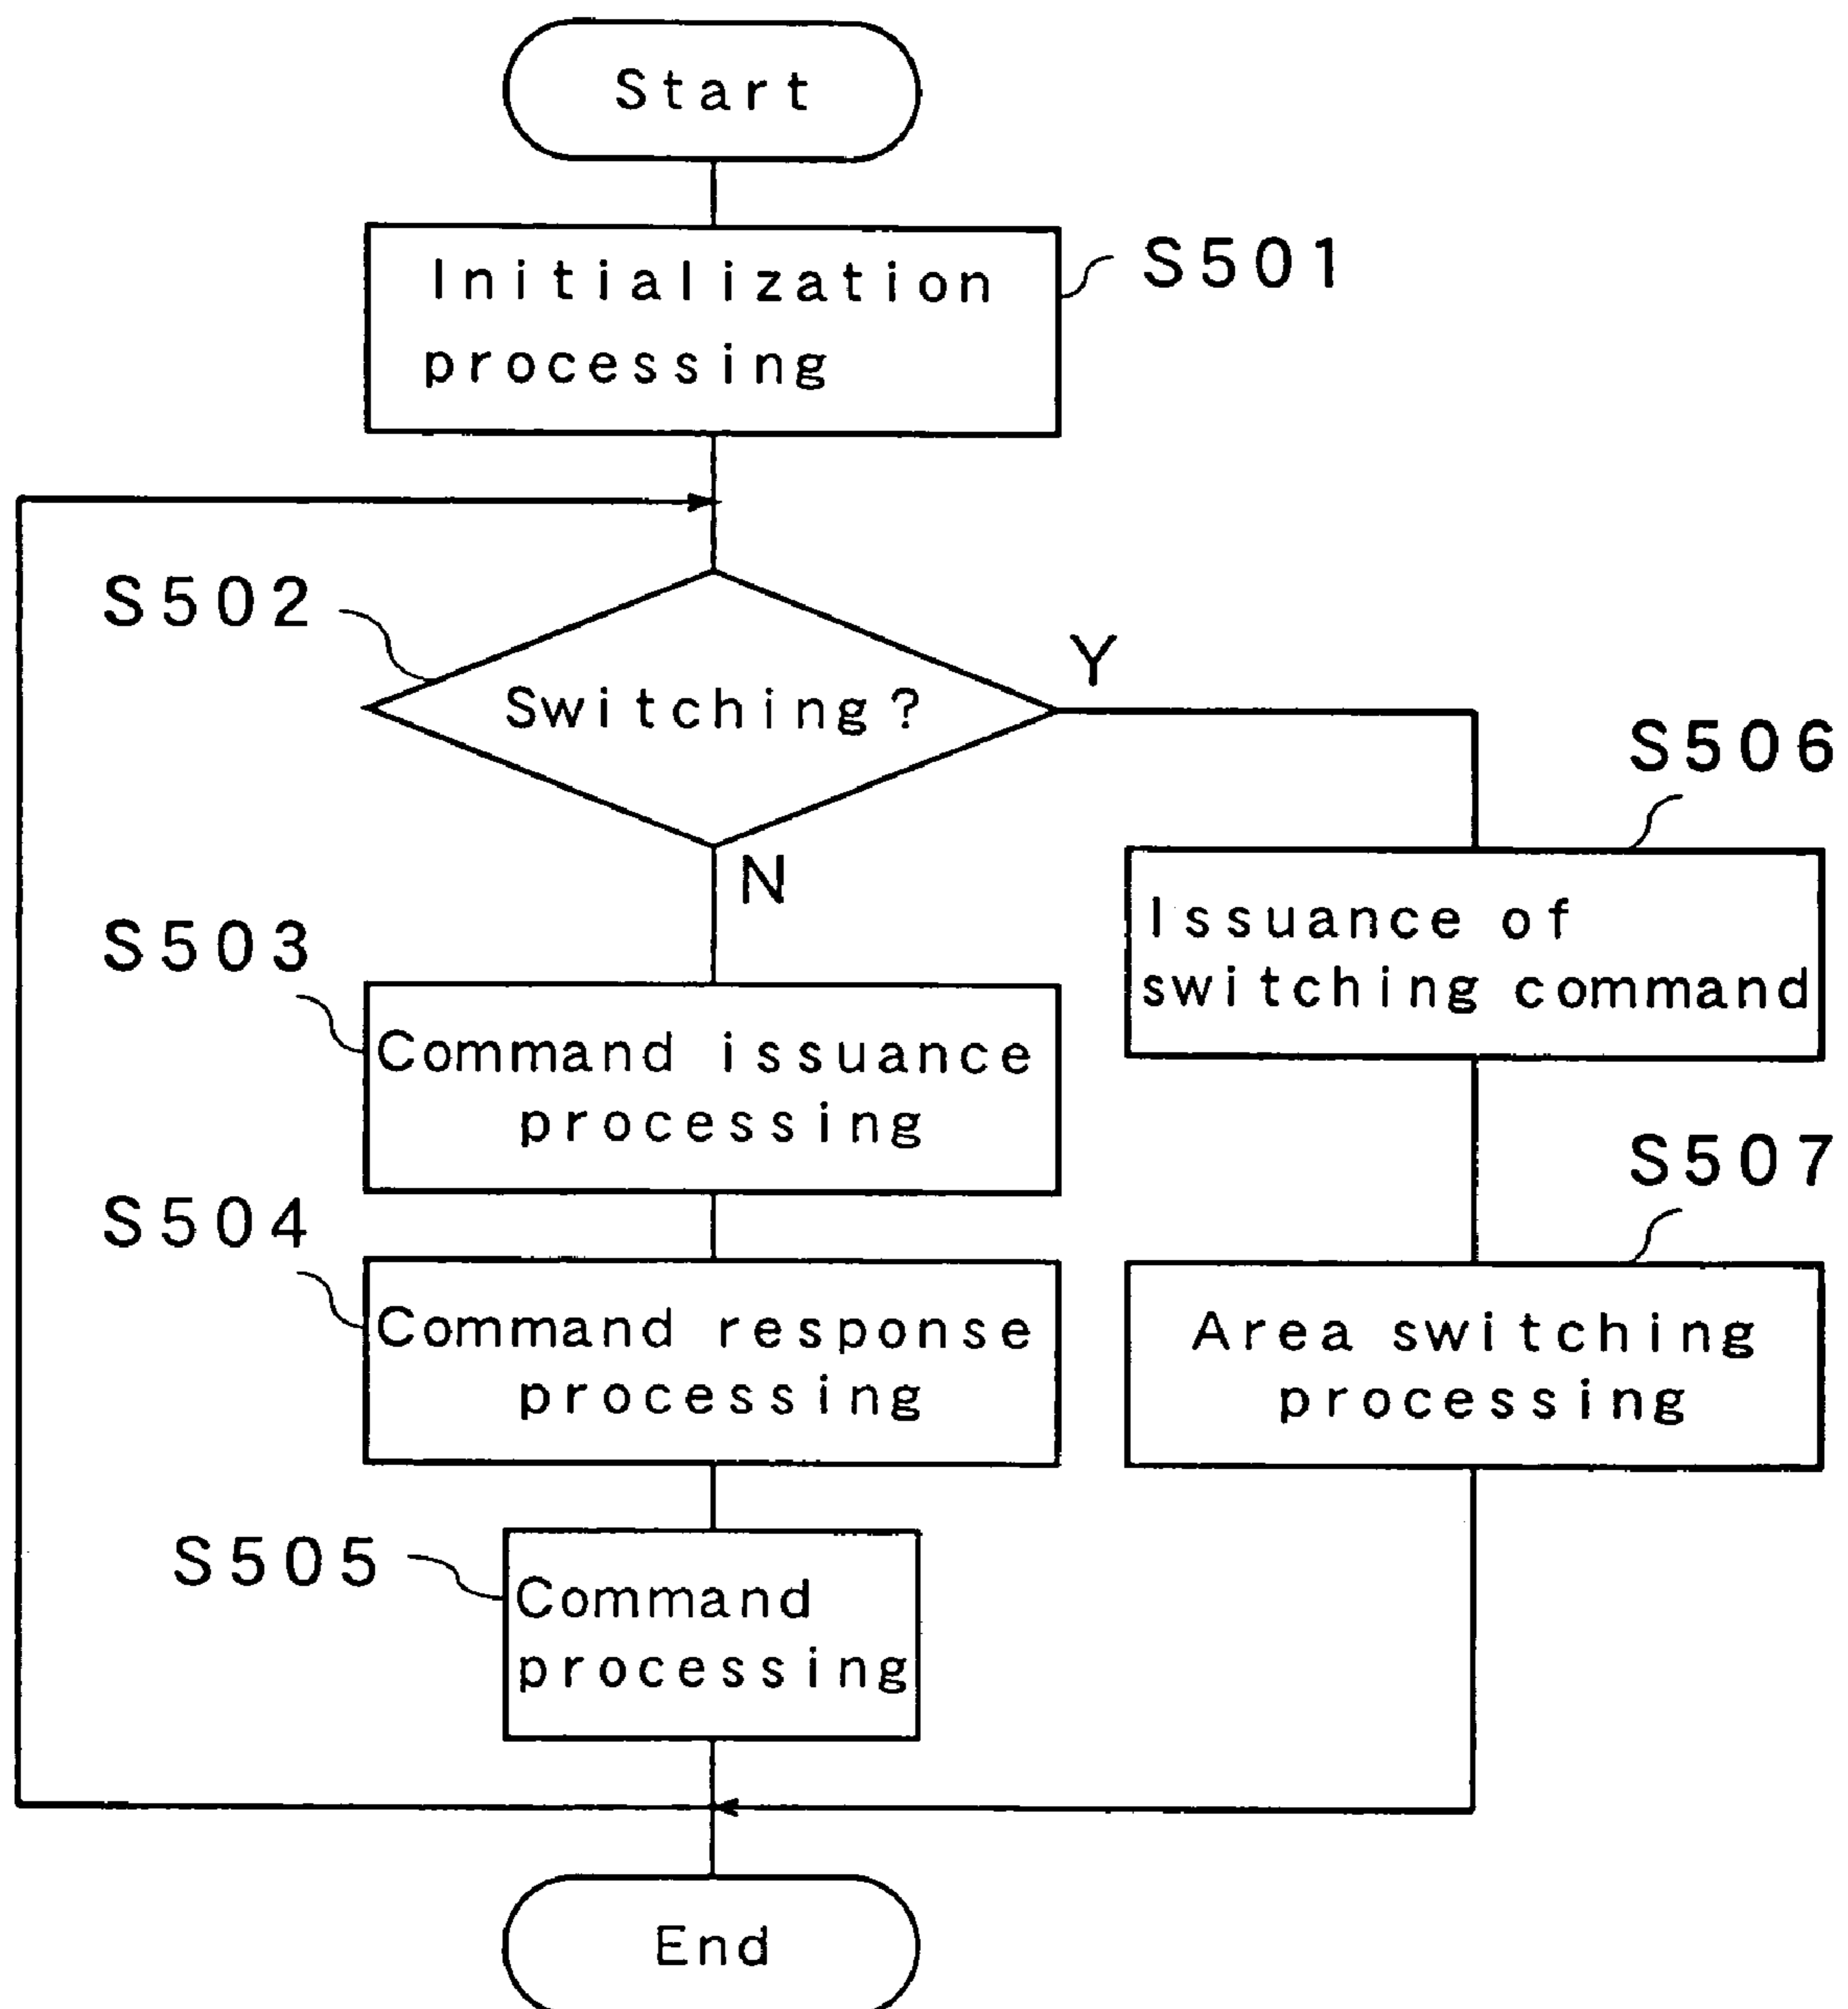 Start
Initialization
processing
S501
S502
Switching?
Y
N
S506
Issuance of
switching command
S503
Command issuance
processing
S507
S504
Command response
processing
Area switching
processing
S505
Command
processing
End